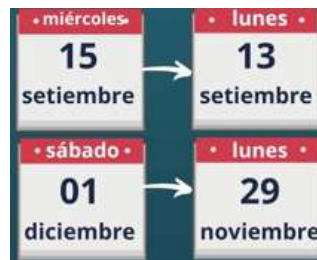 • miércoles•
15
setiembre
• lunes •
13
setiembre
• sábado •
01
diciembre
• lunes •
29
noviembre